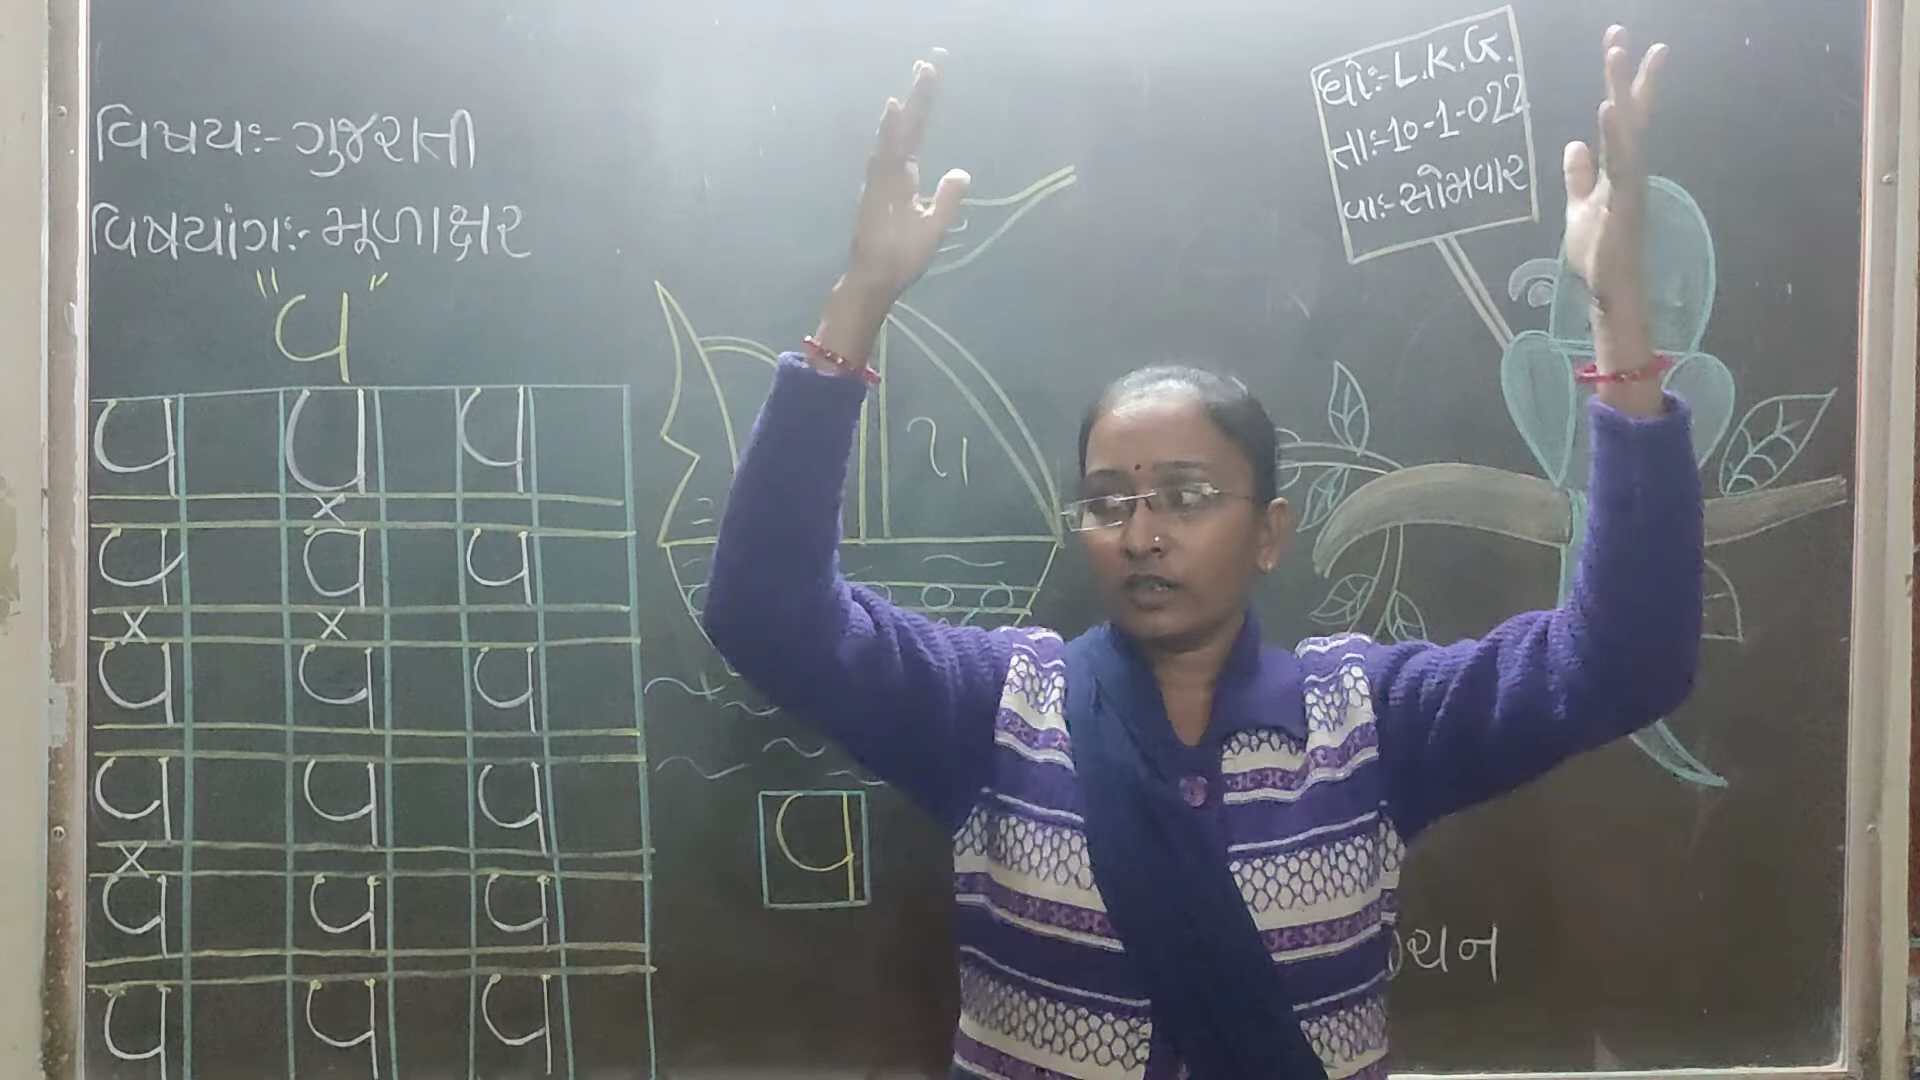 વિષય:- ગુજરાતી
વિષયાંગ:- મૂળાક્ષર
"વ"
વ વ વ
વ વ વ
વ વ વ
વ વ વ
વ વ વ
વ વ વ
વ
ધો:- L.K.G.
તા:-10-1-022
વા:- સોમવાર
ચન